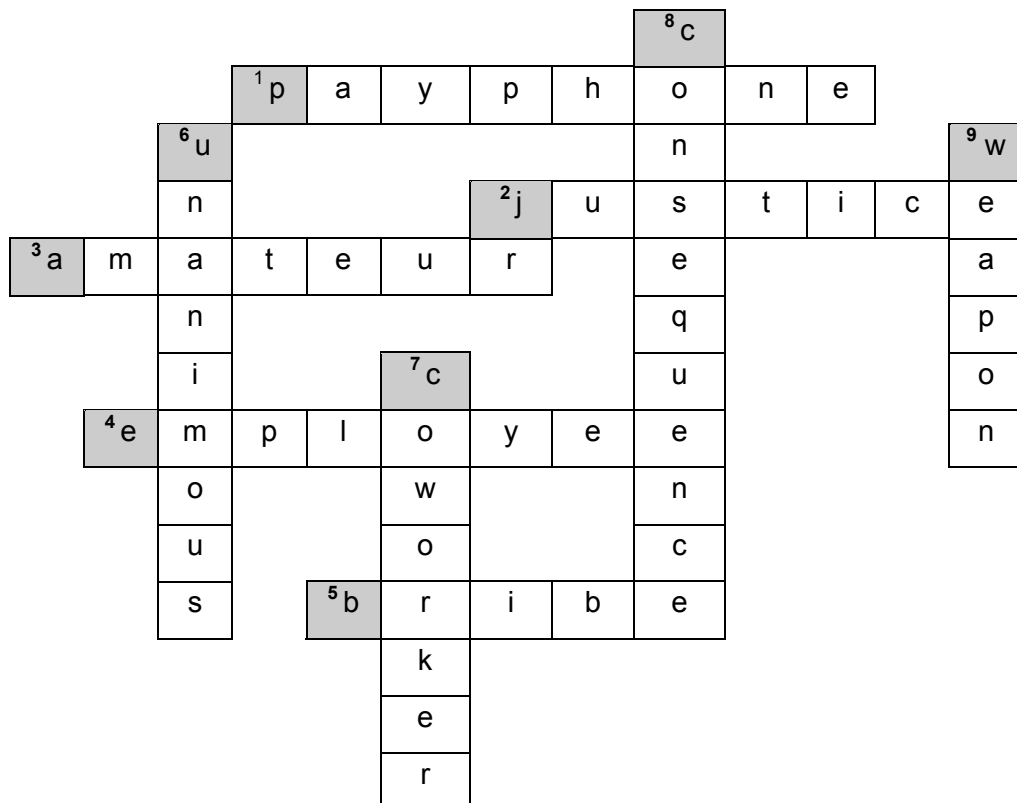 8 c
1 p a y p h o n e
6 u n 9 w
n 2 j u s t i c e
3 a m a t e u r e a
n q p
i 7 c u o
4 e m p l o y e e n
o w n
u o c
s 5 b r i b e
k
e
r